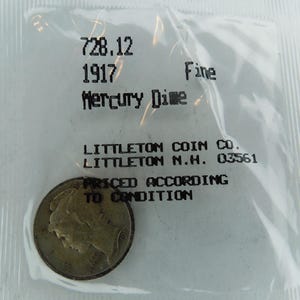 728.12
1917 Fine
Mercury Dime
LITTLETON COIN CO.
LITTLETON N.H. 03561
PRICED ACCORDING
TO CONDITION